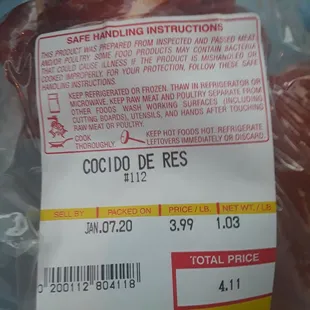 SAFE HANDLING INSTRUCTIONS
THIS PRODUCT WAS PREPARED FROM INSPECTED AND PASSED MEAT
AND/OR POULTRY. SOME FOOD PRODUCTS MAY CONTAIN BACTERIA
THAT COULD CAUSE ILLNESS IF THE PRODUCT IS MISHANDLED OR
COOKED IMPROPERLY. FOR YOUR PROTECTION, FOLLOW THESE SAFE
HANDLING INSTRUCTIONS.
KEEP REFRIGERATED OR FROZEN. THAW IN REFRIGERATOR OR
MICROWAVE. KEEP RAW MEAT AND POULTRY SEPARATE FROM
OTHER FOODS. WASH WORKING SURFACES (INCLUDING
CUTTING BOARDS), UTENSILS, AND HANDS AFTER TOUCHING
RAW MEAT OR POULTRY.
COOK
THOROUGHLY.
KEEP HOT FOODS HOT. REFRIGERATE
LEFTOVERS IMMEDIATELY OR DISCARD.
COCIDO DE RES
#112
SELL BY PACKED ON PRICE / LB. NET WT. / LB
JAN.07.20 3.99 1.03
TOTAL PRICE
4.11
0 200112 804118